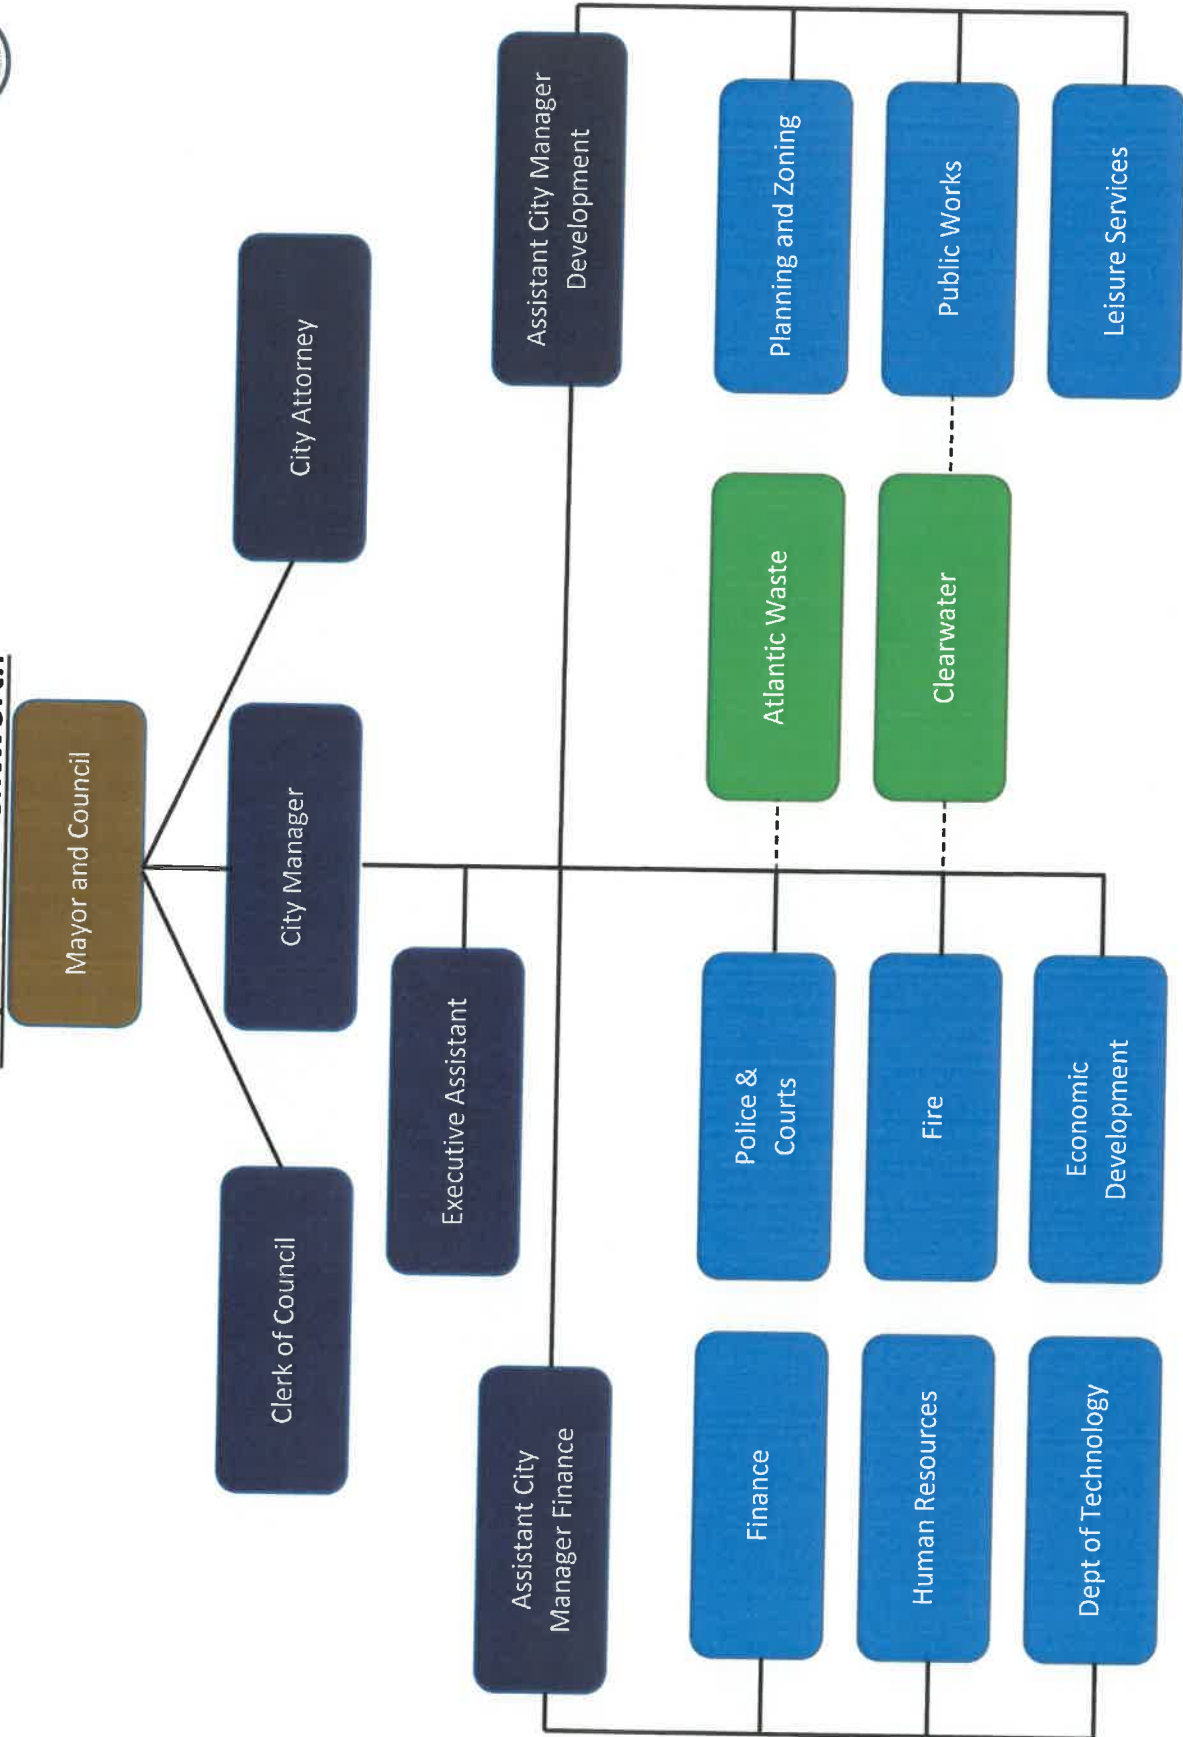 Mayor and Council
Clerk of Council
City Manager
City Attorney
Executive Assistant
Assistant City
Manager Finance
Assistant City Manager
Development
Finance
Police &
Courts
Atlantic Waste
Planning and Zoning
Human Resources
Fire
Clearwater
Public Works
Dept of Technology
Economic
Development
Leisure Services